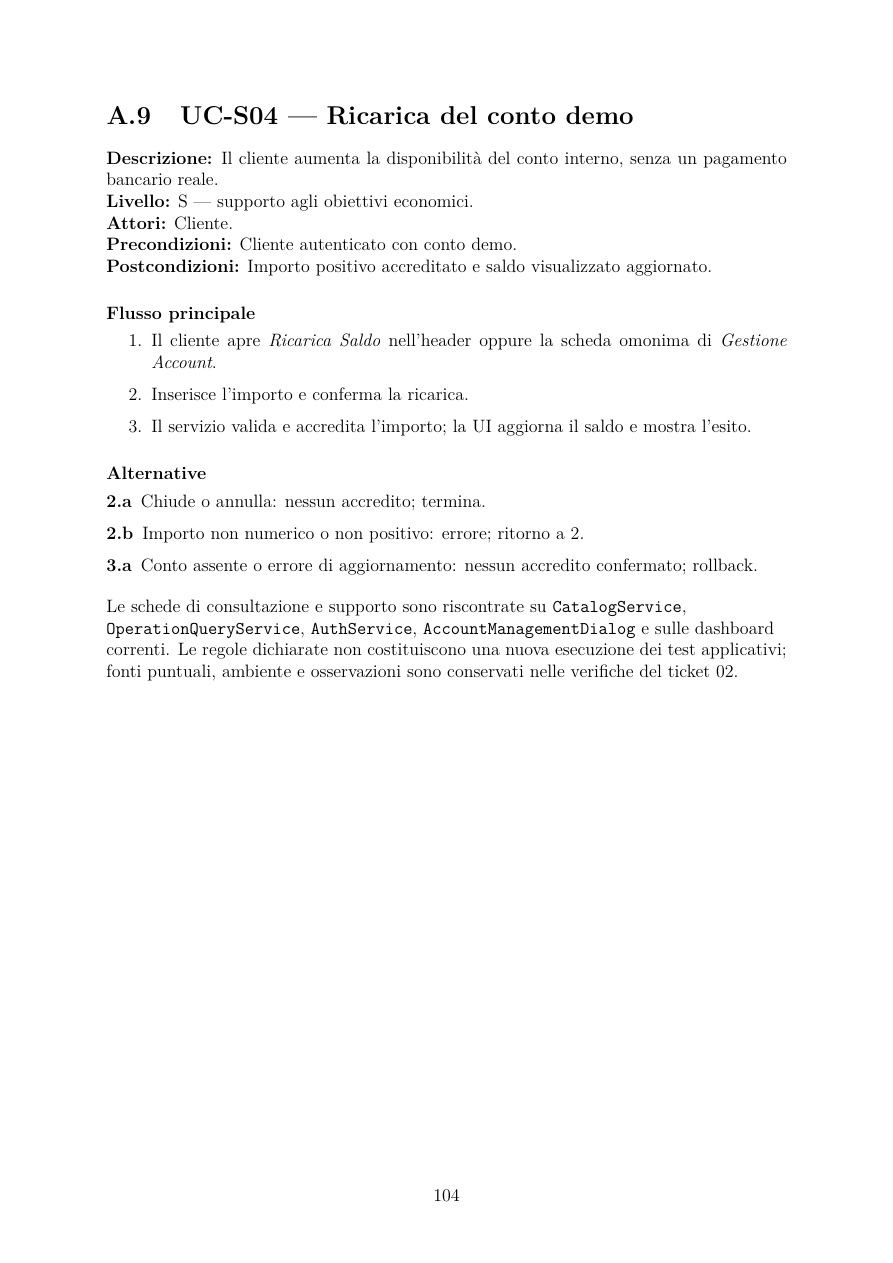 A.9 UC-S04 — Ricarica del conto demo
Descrizione: Il cliente aumenta la disponibilità del conto interno, senza un pagamento
bancario reale.
Livello: S — supporto agli obiettivi economici.
Attori: Cliente.
Precondizioni: Cliente autenticato con conto demo.
Postcondizioni: Importo positivo accreditato e saldo visualizzato aggiornato.
Flusso principale
1. Il cliente apre Ricarica Saldo nell'header oppure la scheda omonima di Gestione
Account.
2. Inserisce l'importo e conferma la ricarica.
3. Il servizio valida e accredita l'importo; la UI aggiorna il saldo e mostra l'esito.
Alternative
2.a Chiude o annulla: nessun accredito; termina.
2.b Importo non numerico o non positivo: errore; ritorno a 2.
3.a Conto assente o errore di aggiornamento: nessun accredito confermato; rollback.
Le schede di consultazione e supporto sono riscontrate su CatalogService,
OperationQueryService, AuthService, AccountManagementDialog e sulle dashboard
correnti. Le regole dichiarate non costituiscono una nuova esecuzione dei test applicativi;
fonti puntuali, ambiente e osservazioni sono conservati nelle verifiche del ticket 02.
104